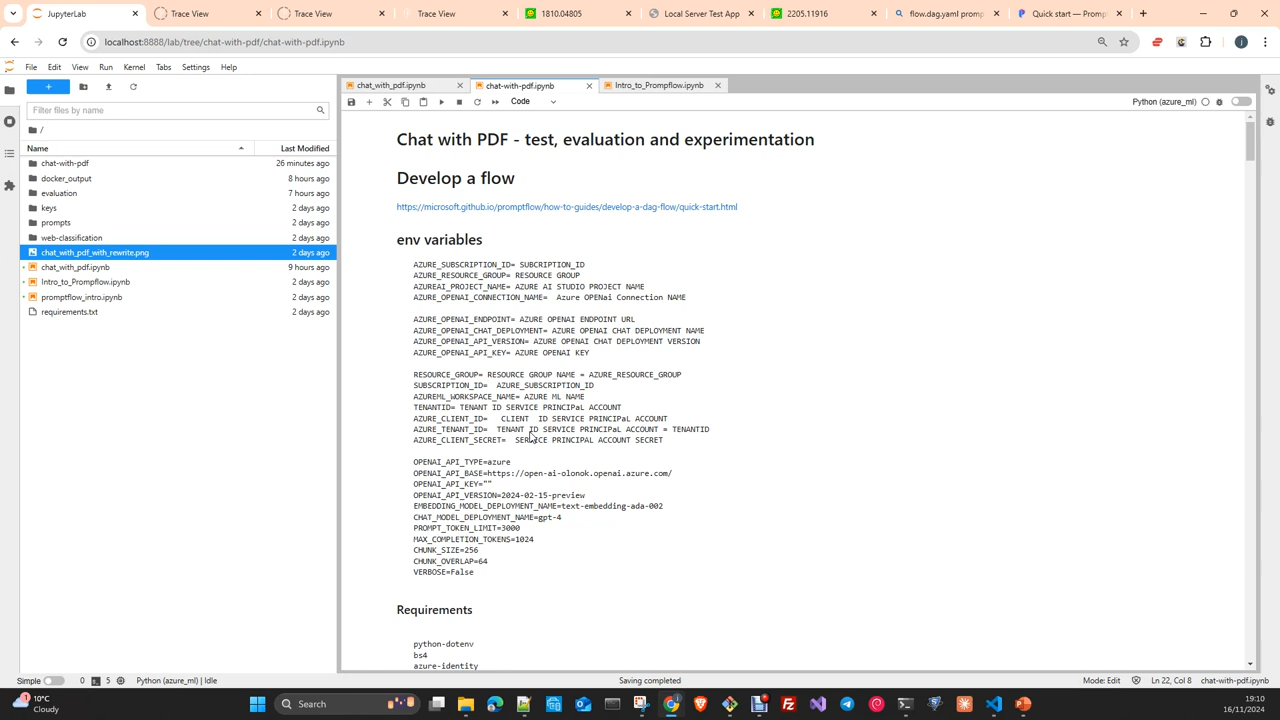 JupyterLab
Trace View
Trace View
Trace View
1810.04805
Local Server Test App
2205.11916
flow.dag.yaml promp
Quick start — Promp
localhost:8888/lab/tree/chat-with-pdf/chat-with-pdf.ipynb
File Edit View Run Kernel Tabs Settings Help
chat_with_pdf.ipynb
chat-with-pdf.ipynb
Intro_to_Prompflow.ipynb
Code
Python (azure_ml)
Filter files by name
/
Name Last Modified
chat-with-pdf 26 minutes ago
docker_output 8 hours ago
evaluation 7 hours ago
keys 2 days ago
prompts 2 days ago
web-classification 2 days ago
chat_with_pdf_with_rewrite.png 2 days ago
chat_with_pdf.ipynb 9 hours ago
Intro_to_Prompflow.ipynb 2 days ago
promptflow_intro.ipynb 2 days ago
requirements.txt 2 days ago
Chat with PDF - test, evaluation and experimentation
Develop a flow
https://microsoft.github.io/promptflow/how-to-guides/develop-a-dag-flow/quick-start.html
env variables
AZURE_SUBSCRIPTION_ID= SUBCRIPTION_ID
AZURE_RESOURCE_GROUP= RESOURCE GROUP
AZUREAI_PROJECT_NAME= AZURE AI STUDIO PROJECT NAME
AZURE_OPENAI_CONNECTION_NAME=  Azure OPENai Connection NAME
AZURE_OPENAI_ENDPOINT= AZURE OPENAI ENDPOINT URL
AZURE_OPENAI_CHAT_DEPLOYMENT= AZURE OPENAI CHAT DEPLOYMENT NAME
AZURE_OPENAI_API_VERSION= AZURE OPENAI CHAT DEPLOYMENT VERSION
AZURE_OPENAI_API_KEY= AZURE OPENAI KEY
RESOURCE_GROUP= RESOURCE GROUP NAME = AZURE_RESOURCE_GROUP
SUBSCRIPTION_ID=  AZURE_SUBSCRIPTION_ID
AZUREML_WORKSPACE_NAME= AZURE ML NAME
TENANTID= TENANT ID SERVICE PRINCIPaL ACCOUNT
AZURE_CLIENT_ID=   CLIENT  ID SERVICE PRINCIPaL ACCOUNT
AZURE_TENANT_ID=  TENANT ID SERVICE PRINCIPaL ACCOUNT = TENANTID
AZURE_CLIENT_SECRET=  SERVICE PRINCIPAL ACCOUNT SECRET
OPENAI_API_TYPE=azure
OPENAI_API_BASE=https://open-ai-olonok.openai.azure.com/
OPENAI_API_KEY=""
OPENAI_API_VERSION=2024-02-15-preview
EMBEDDING_MODEL_DEPLOYMENT_NAME=text-embedding-ada-002
CHAT_MODEL_DEPLOYMENT_NAME=gpt-4
PROMPT_TOKEN_LIMIT=3000
MAX_COMPLETION_TOKENS=1024
CHUNK_SIZE=256
CHUNK_OVERLAP=64
VERBOSE=False
Requirements
python-dotenv
bs4
azure-identity
Simple 0 5 Python (azure_ml) | Idle Saving completed Mode: Edit Ln 22, Col 8 chat-with-pdf.ipynb
10°C
Cloudy
Search
19:10
16/11/2024